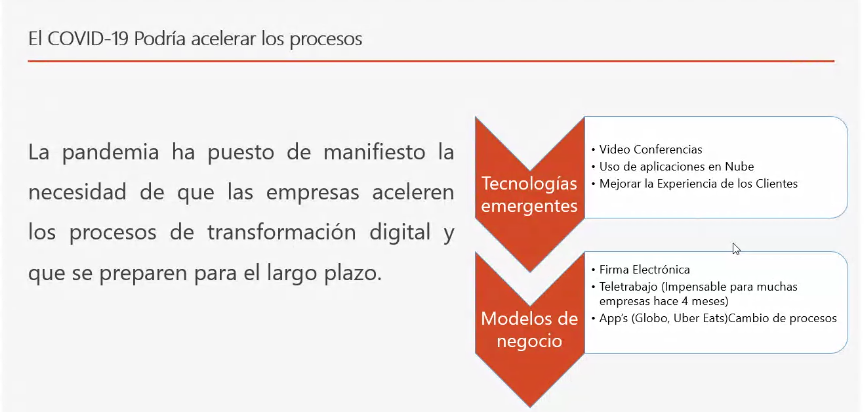 El COVID-19 Podría acelerar los procesos
La pandemia ha puesto de manifiesto la
necesidad de que las empresas aceleren
los procesos de transformación digital y
que se preparen para el largo plazo.
Tecnologías
emergentes
• Video Conferencias
• Uso de aplicaciones en Nube
• Mejorar la Experiencia de los Clientes
Modelos de
negocio
• Firma Electrónica
• Teletrabajo (Impensable para muchas
empresas hace 4 meses)
• App's (Globo, Uber Eats)Cambio de procesos